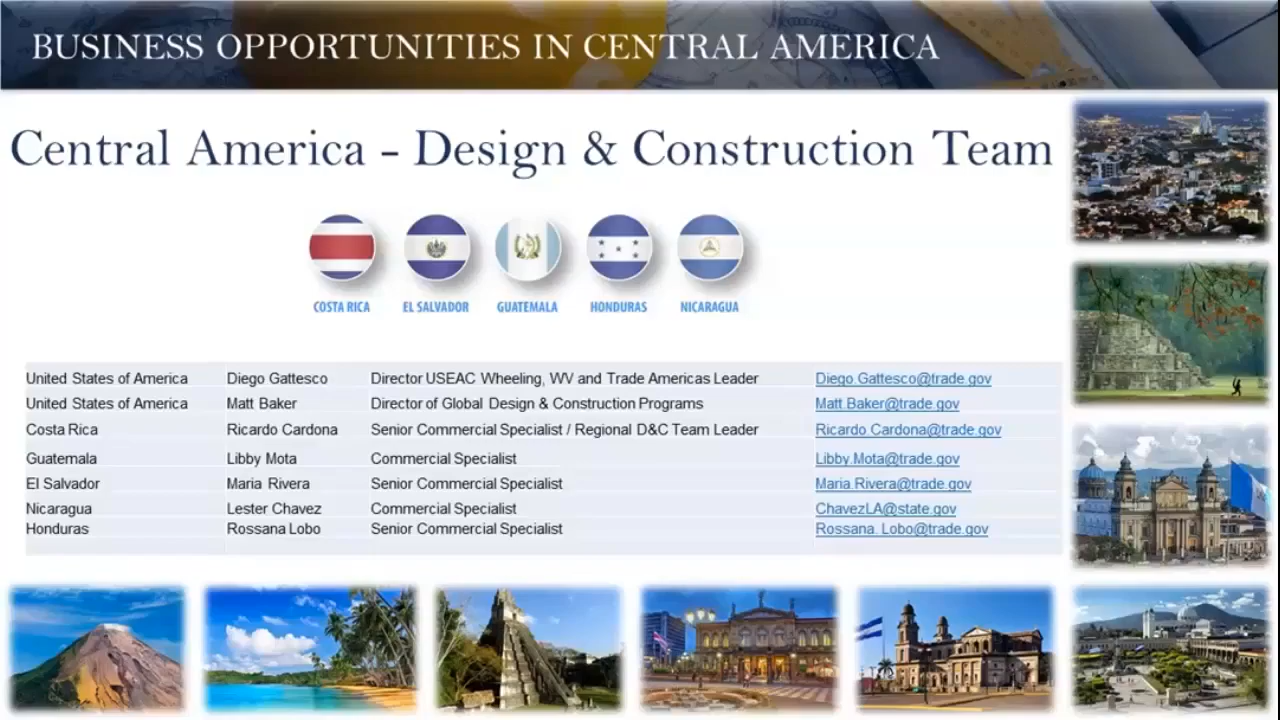 BUSINESS OPPORTUNITIES IN CENTRAL AMERICA
Central America - Design & Construction Team
COSTA RICA EL SALVADOR GUATEMALA HONDURAS NICARAGUA
United States of America Diego Gattesco Director USEAC Wheeling, WV and Trade Americas Leader Diego.Gattesco@trade.gov
United States of America Matt Baker Director of Global Design & Construction Programs Matt.Baker@trade.gov
Costa Rica Ricardo Cardona Senior Commercial Specialist / Regional D&C Team Leader Ricardo.Cardona@trade.gov
Guatemala Libby Mota Commercial Specialist Libby.Mota@trade.gov
El Salvador Maria Rivera Senior Commercial Specialist Maria.Rivera@trade.gov
Nicaragua Lester Chavez Commercial Specialist ChavezLA@state.gov
Honduras Rossana Lobo Senior Commercial Specialist Rossana.Lobo@trade.gov